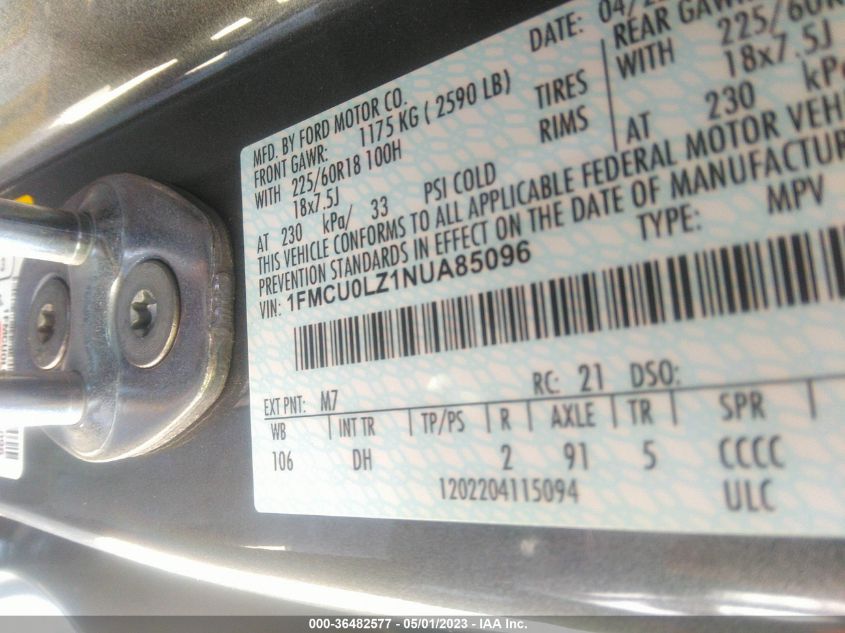 MFD. BY FORD MOTOR CO.
DATE: 04/2
FRONT GAWR: 1175 KG ( 2590 LB)
REAR GAWR
WITH 225/60R18 100H
TIRES
WITH 225/60R
18x7.5J
RIMS
18x7.5J
AT 230 kPa/ 33 PSI COLD
AT 230 kP
THIS VEHICLE CONFORMS TO ALL APPLICABLE FEDERAL MOTOR VEH
PREVENTION STANDARDS IN EFFECT ON THE DATE OF MANUFACTUR
VIN: 1FMCU0LZ1NUA85096
TYPE: MPV
EXT PNT: M7
RC: 21 DSO:
WB INT TR TP/PS R AXLE TR SPR
106 DH 2 91 5 CCCC
1202204115094
ULC
000-36482577 - 05/01/2023 - IAA Inc.